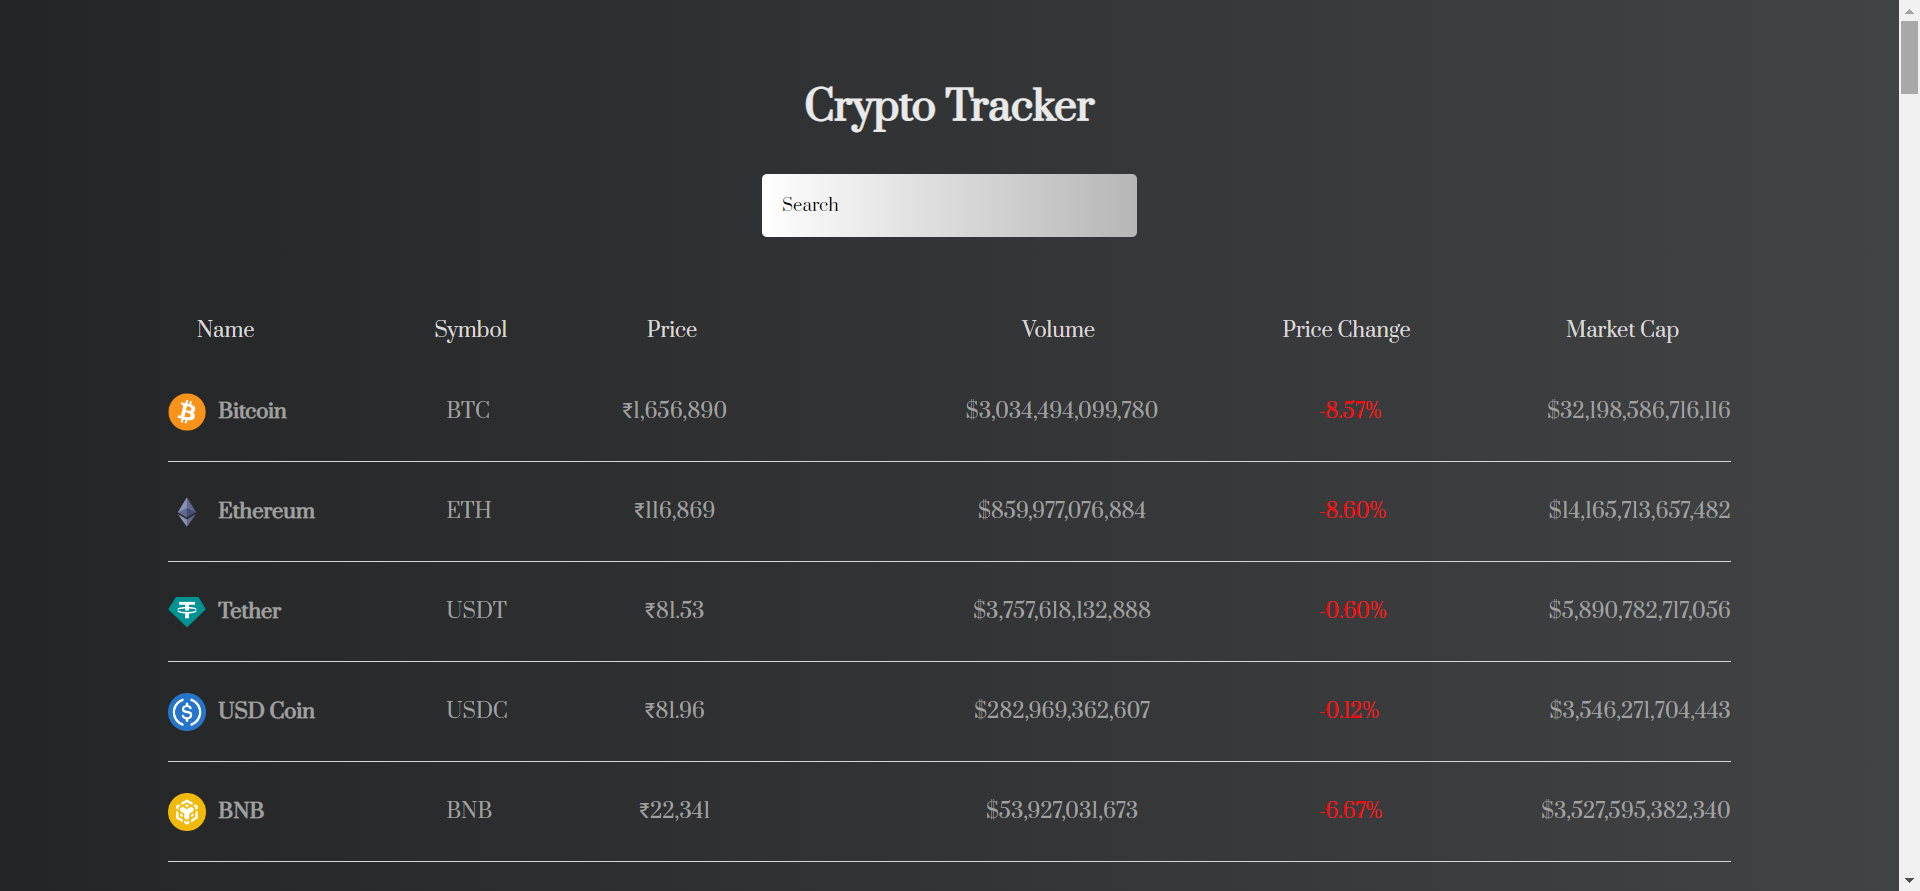 Crypto Tracker
Search
Name Symbol Price Volume Price Change Market Cap
Bitcoin BTC ₹1,656,890 $3,034,494,099,780 -8.57% $32,198,586,716,116
Ethereum ETH ₹116,869 $859,977,076,884 -8.60% $14,165,713,657,482
Tether USDT ₹81.53 $3,757,618,132,888 -0.60% $5,890,782,717,056
USD Coin USDC ₹81.96 $282,969,362,607 -0.12% $3,546,271,704,443
BNB BNB ₹22,341 $53,927,031,673 -6.67% $3,527,595,382,340